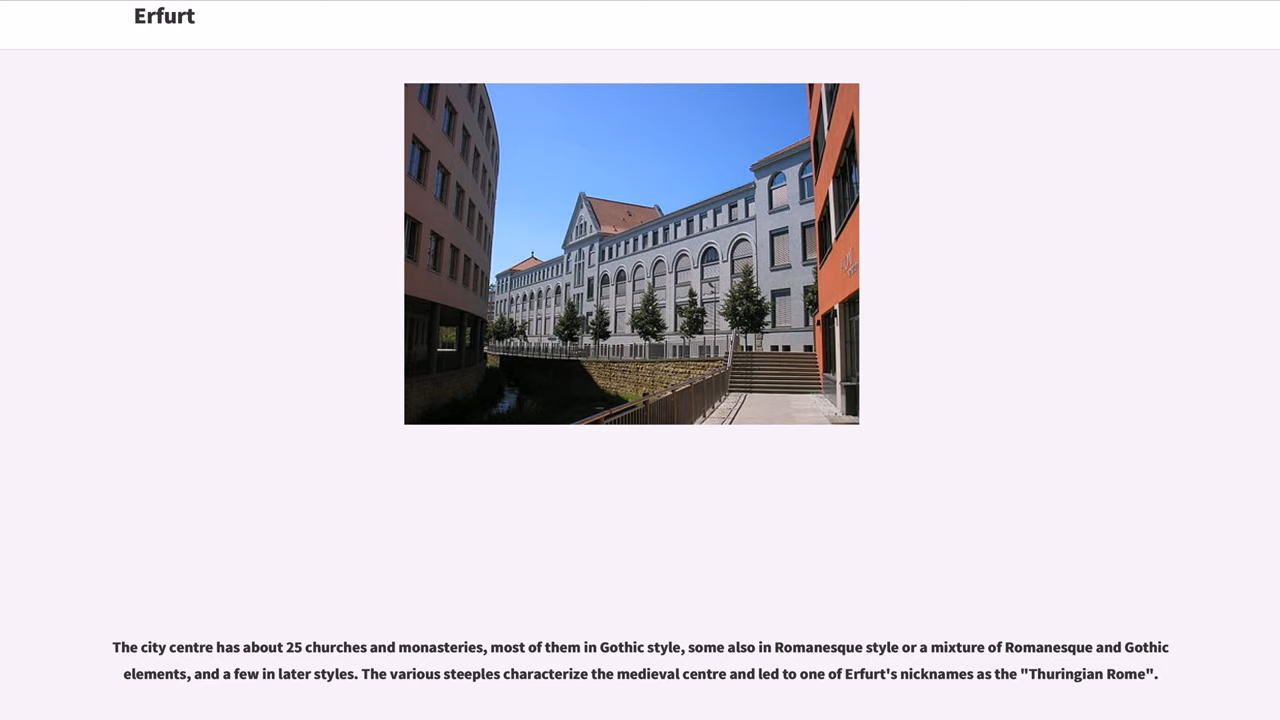 Erfurt
The city centre has about 25 churches and monasteries, most of them in Gothic style, some also in Romanesque style or a mixture of Romanesque and Gothic
elements, and a few in later styles. The various steeples characterize the medieval centre and led to one of Erfurt's nicknames as the "Thuringian Rome".